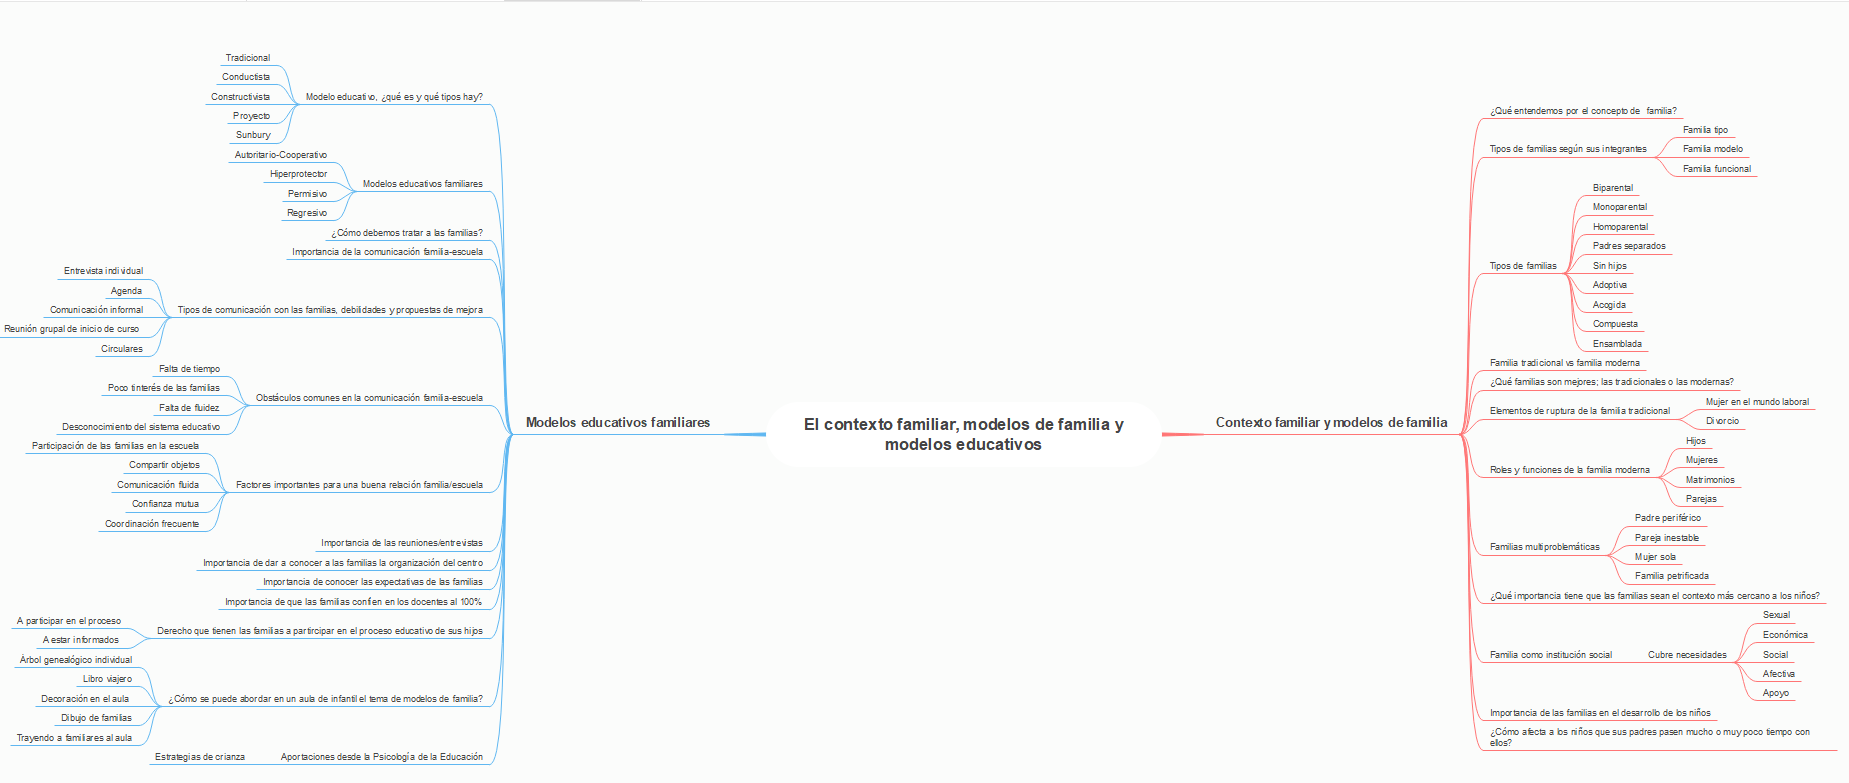 El contexto familiar, modelos de familia y
modelos educativos
Modelos educativos familiares
Modelo educativo, ¿qué es y qué tipos hay?
Tradicional
Conductista
Constructivista
Proyecto
Sunbury
Modelos educativos familiares
Autoritario-Cooperativo
Hiperprotector
Permisivo
Regresivo
¿Cómo debemos tratar a las familias?
Importancia de la comunicación familia-escuela
Tipos de comunicación con las familias, debilidades y propuestas de mejora
Entrevista individual
Agenda
Comunicación informal
Reunión grupal de inicio de curso
Circulares
Obstáculos comunes en la comunicación familia-escuela
Falta de tiempo
Poco tinterés de las familias
Falta de fluidez
Desconocimiento del sistema educativo
Factores importantes para una buena relación familia/escuela
Participación de las familias en la escuela
Compartir objetos
Comunicación fluida
Confianza mutua
Coordinación frecuente
Importancia de las reuniones/entrevistas
Importancia de dar a conocer a las familias la organización del centro
Importancia de conocer las expectativas de las familias
Importancia de que las familias confíen en los docentes al 100%
Derecho que tienen las familias a partircipar en el proceso educativo de sus hijos
A participar en el proceso
A estar informados
¿Cómo se puede abordar en un aula de infantil el tema de modelos de familia?
Árbol genealógico individual
Libro viajero
Decoración en el aula
Dibujo de familias
Trayendo a familiares al aula
Aportaciones desde la Psicología de la Educación
Estrategias de crianza
Contexto familiar y modelos de familia
¿Qué entendemos por el concepto de familia?
Tipos de familias según sus integrantes
Familia tipo
Familia modelo
Familia funcional
Tipos de familias
Biparental
Monoparental
Homoparental
Padres separados
Sin hijos
Adoptiva
Acogida
Compuesta
Ensamblada
Familia tradicional vs familia moderna
¿Qué familias son mejores; las tradicionales o las modernas?
Elementos de ruptura de la familia tradicional
Mujer en el mundo laboral
Divorcio
Roles y funciones de la familia moderna
Hijos
Mujeres
Matrimonios
Parejas
Familias multiproblemáticas
Padre periférico
Pareja inestable
Mujer sola
Familia petrificada
¿Qué importancia tiene que las familias sean el contexto más cercano a los niños?
Familia como institución social
Cubre necesidades
Sexual
Económica
Social
Afectiva
Apoyo
Importancia de las familias en el desarrollo de los niños
¿Cómo afecta a los niños que sus padres pasen mucho o muy poco tiempo con
ellos?